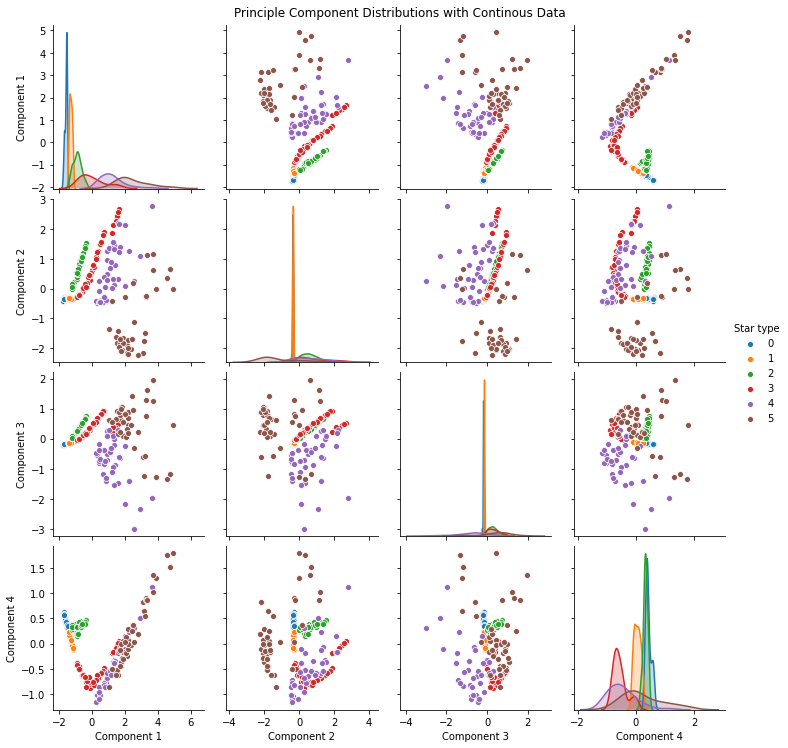 Principle Component Distributions with Continous Data
Component 1
5
4
3
2
1
0
−1
−2
Component 2
3
2
1
0
−1
−2
Star type
0
1
2
3
4
5
Component 3
2
1
0
−1
−2
−3
Component 4
1.5
1.0
0.5
0.0
−0.5
−1.0
−2 0 2 4 6
−4 −2 0 2 4
−4 −2 0 2
−2 0 2
Component 1
Component 2
Component 3
Component 4